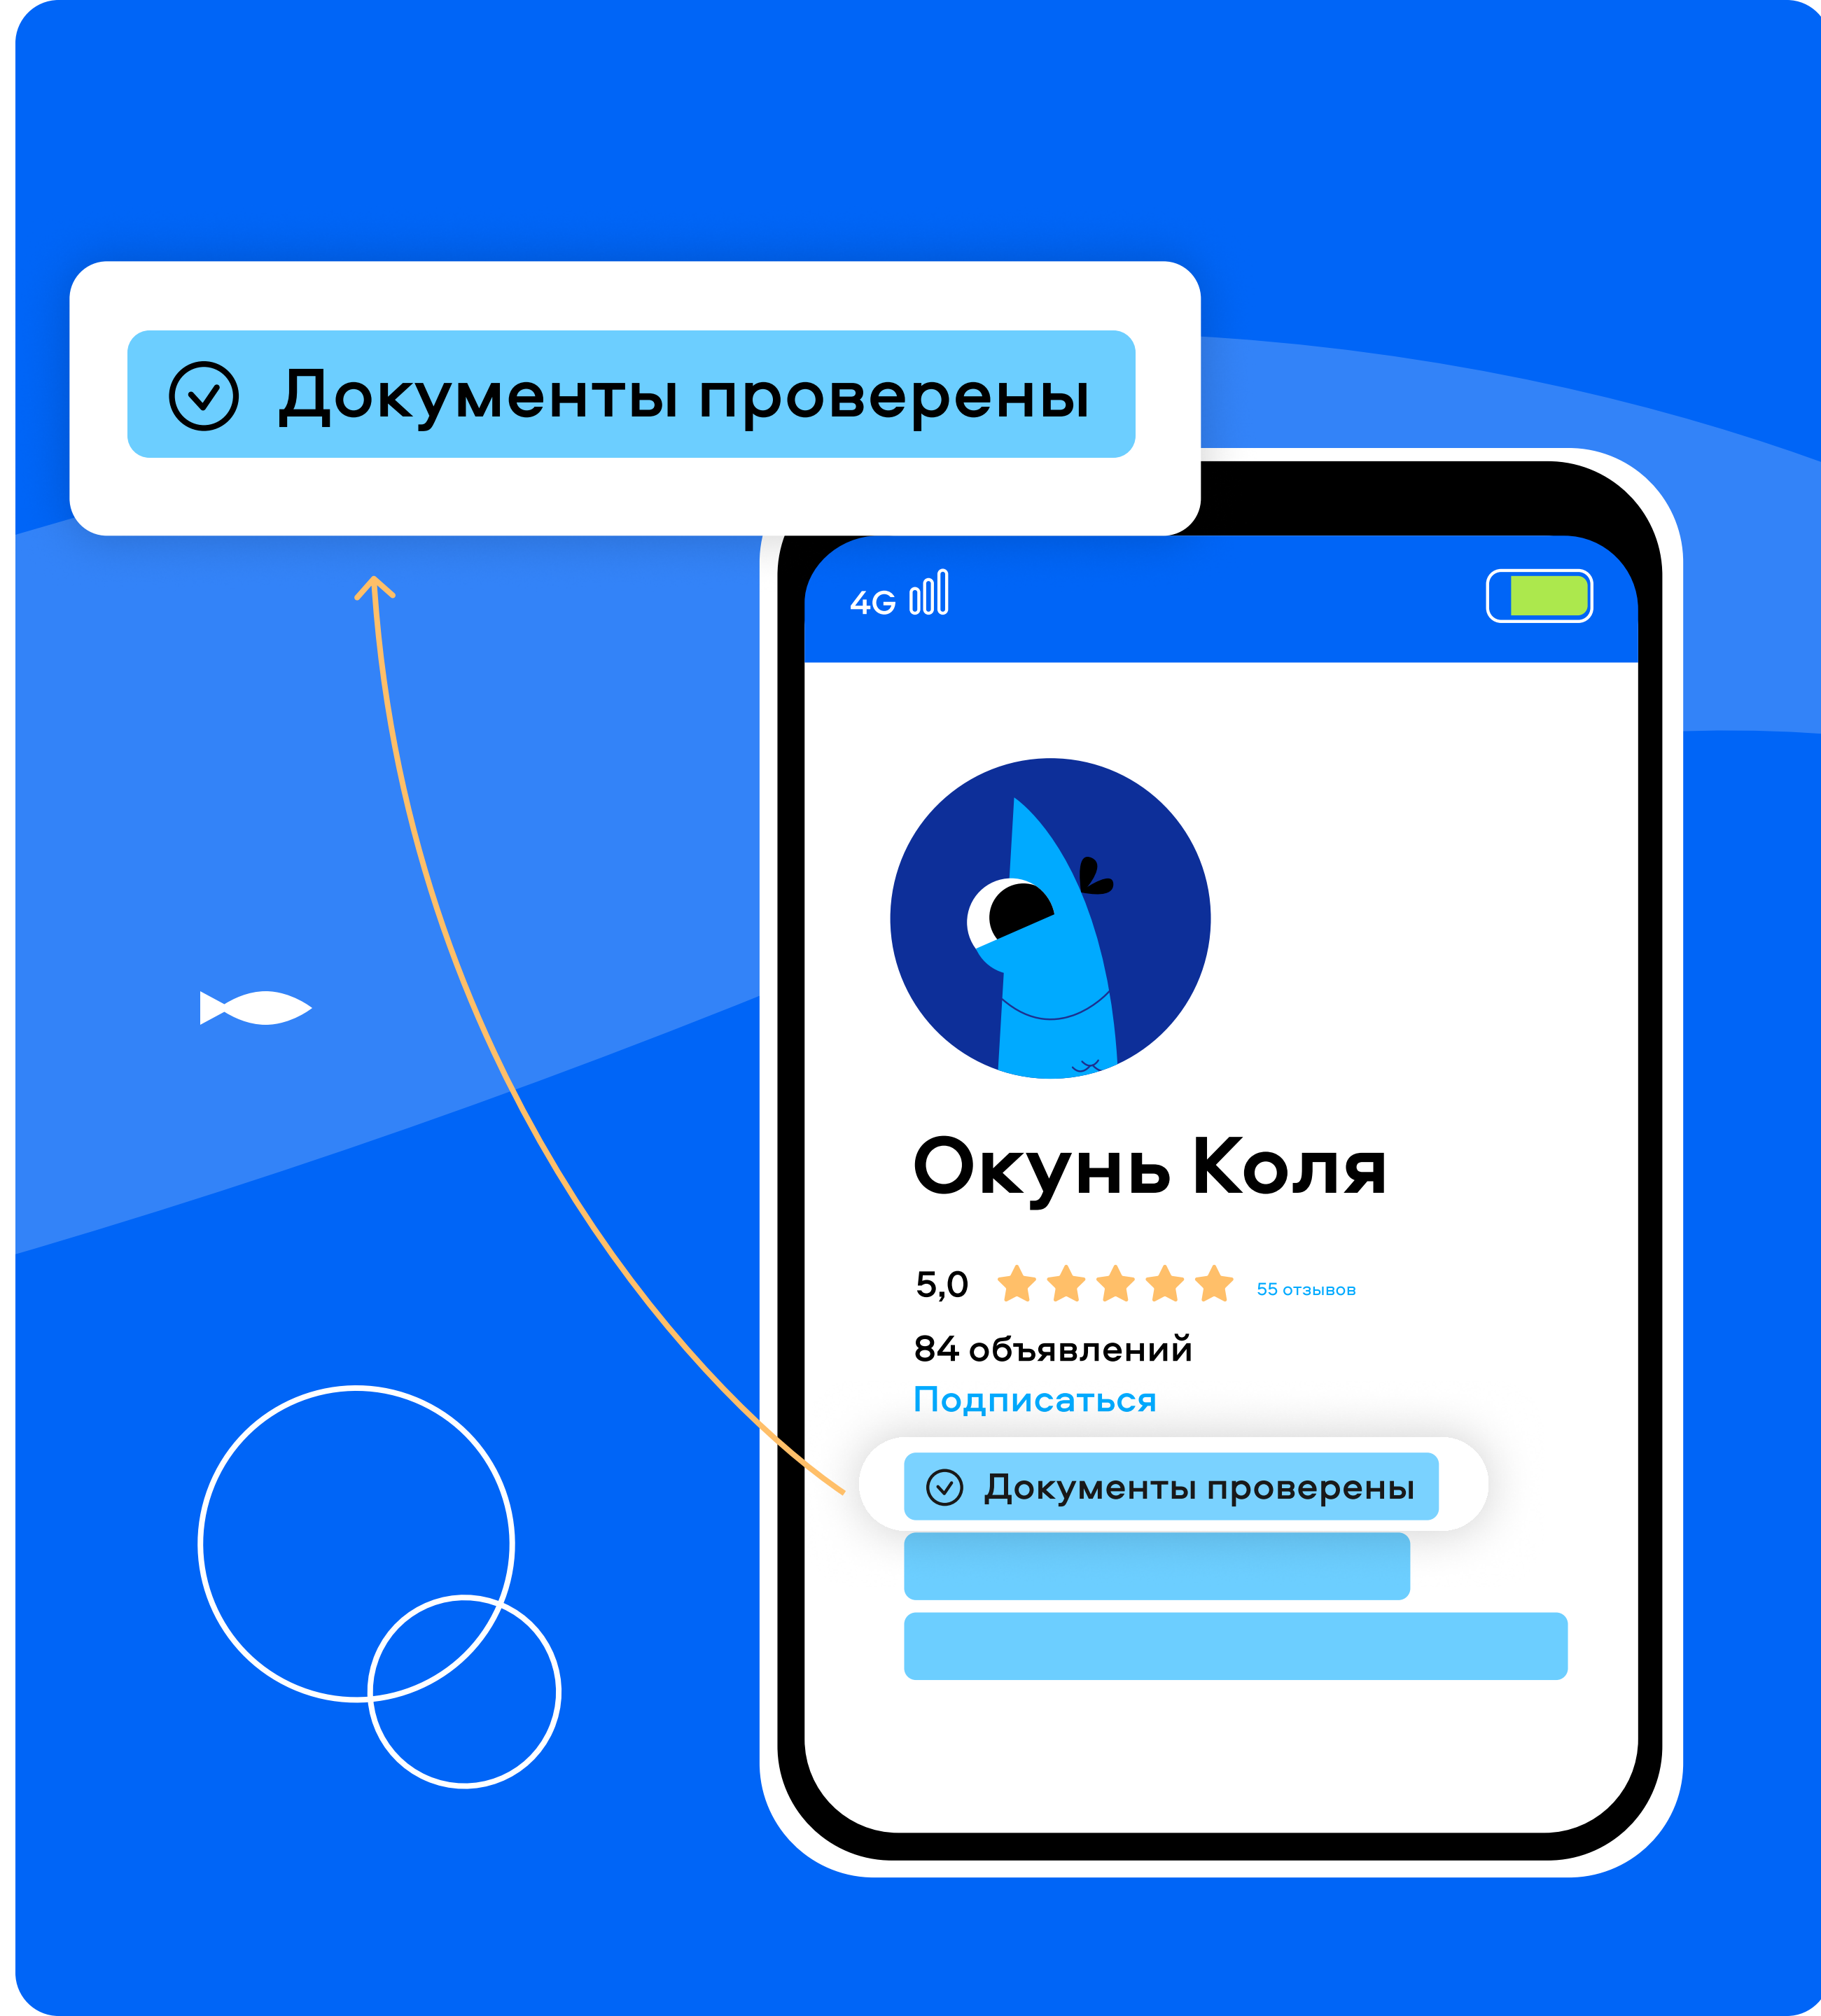 Документы проверены
4G
Окунь Коля
5,0 55 отзывов
84 объявлений
Подписаться
Документы проверены